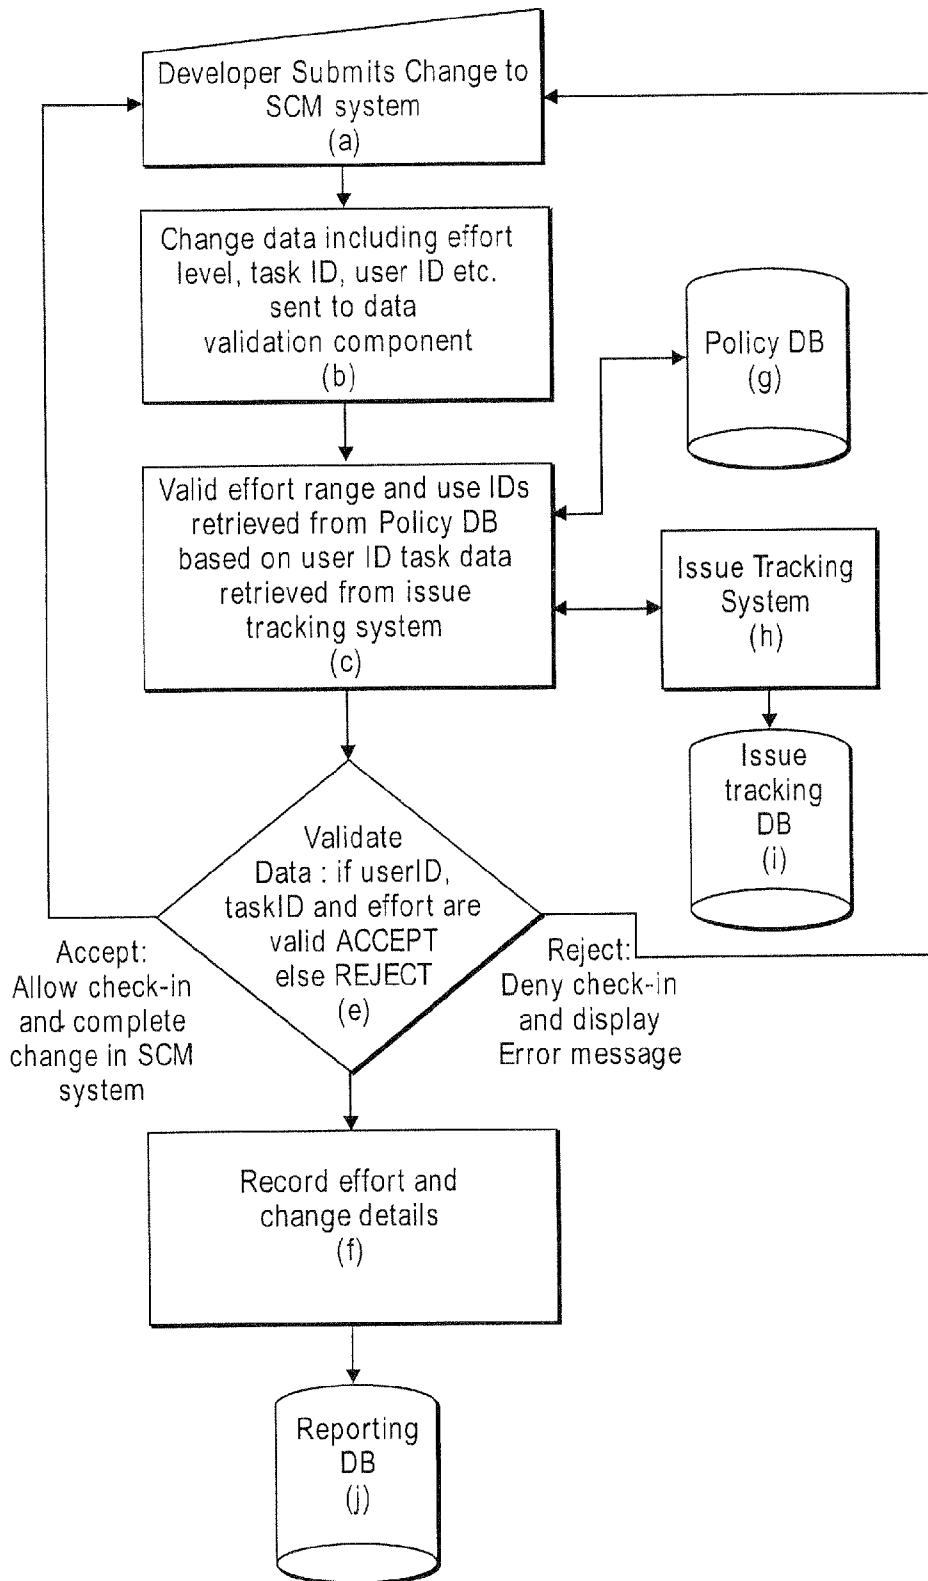 Developer Submits Change to
SCM system
(a)
Change data including effort
level, task ID, user ID etc.
sent to data
validation component
(b)
Policy DB
(g)
Valid effort range and use IDs
retrieved from Policy DB
based on user ID task data
retrieved from issue
tracking system
(c)
Issue Tracking
System
(h)
Issue
tracking
DB
(i)
Validate
Data : if userID,
taskID and effort are
valid ACCEPT
else REJECT
(e)
Accept:
Allow check-in
and complete
change in SCM
system
Reject:
Deny check-in
and display
Error message
Record effort and
change details
(f)
Reporting
DB
(j)